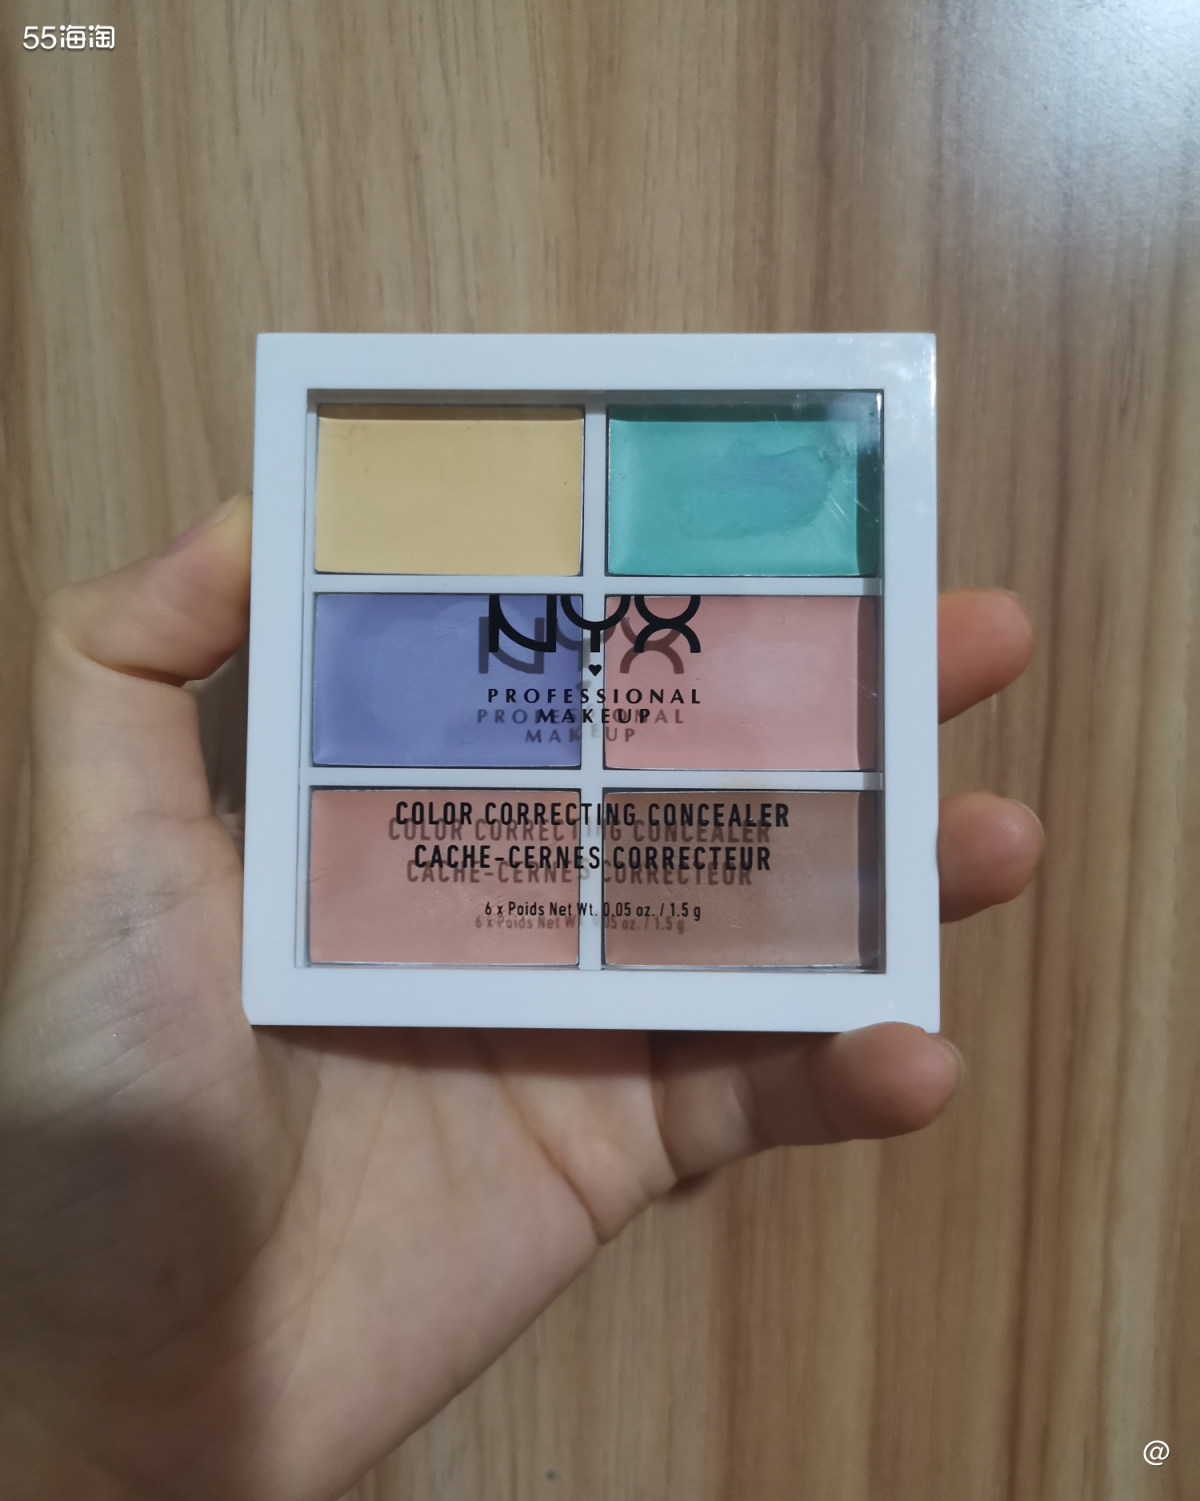 55海淘
NYX
PROFESSIONAL
MAKEUP
COLOR CORRECTING CONCEALER
CACHE-CERNES CORRECTEUR
6 x Poids Net Wt. 0.05 oz. / 1.5 g
@